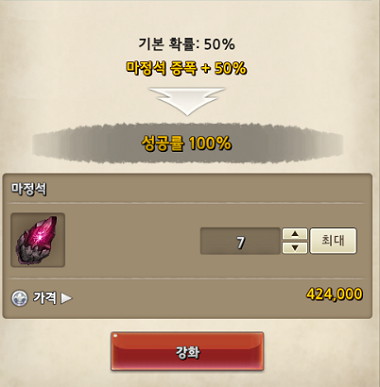 기본 확률: 50%
마정석 증폭 + 50%
성공률 100%
마정석
7 최대
가격 ▶ 424,000
강화